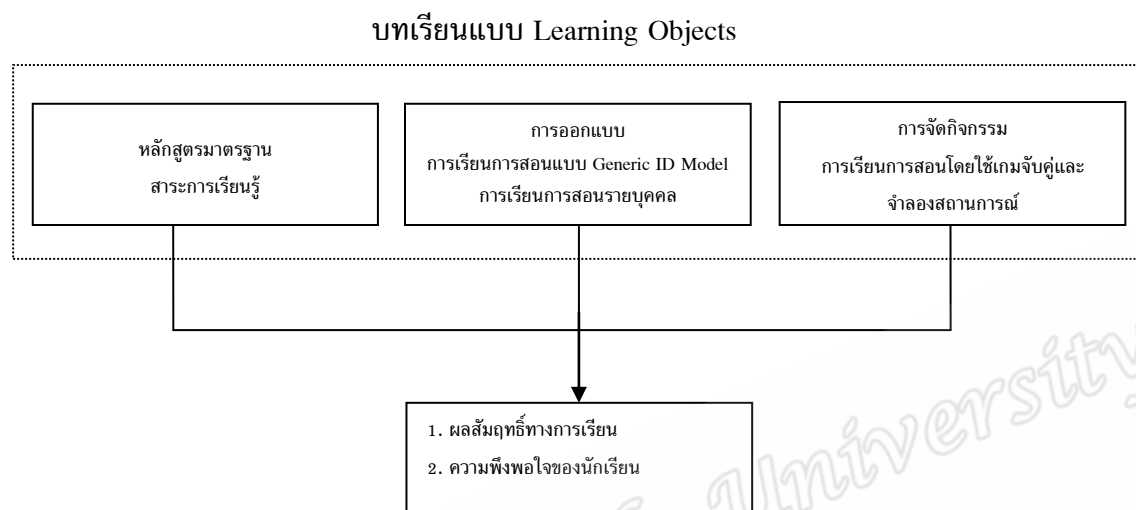 บทเรียนแบบ Learning Objects
หลักสูตรมาตรฐาน
สาระการเรียนรู้
การออกแบบ
การเรียนการสอนแบบ Generic ID Model
การเรียนการสอนรายบุคคล
การจัดกิจกรรม
การเรียนการสอนโดยใช้เกมจับคู่และ
จำลองสถานการณ์
1. ผลสัมฤทธิ์ทางการเรียน
2. ความพึงพอใจของนักเรียน
University